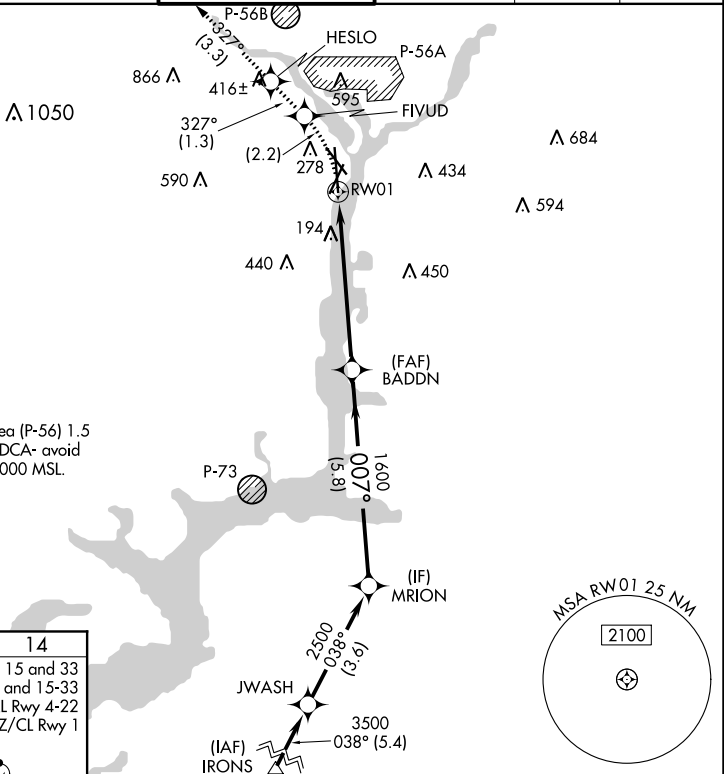 P-56B
327°
(3.3)
HESLO
P-56A
866
416±
595
1050
FIVUD
327°
(1.3)
(2.2)
684
278
434
590
RW01
594
194
440
450
(FAF)
BADDN
ea (P-56) 1.5
DCA- avoid
000 MSL.
P-73
1600
007°
(5.8)
(IF)
MRION
MSA RW01 25 NM
2100
14
15 and 33
and 15-33
L Rwy 4-22
Z/CL Rwy 1
2500
038°
(3.6)
JWASH
3500
038° (5.4)
(IAF)
IRONS